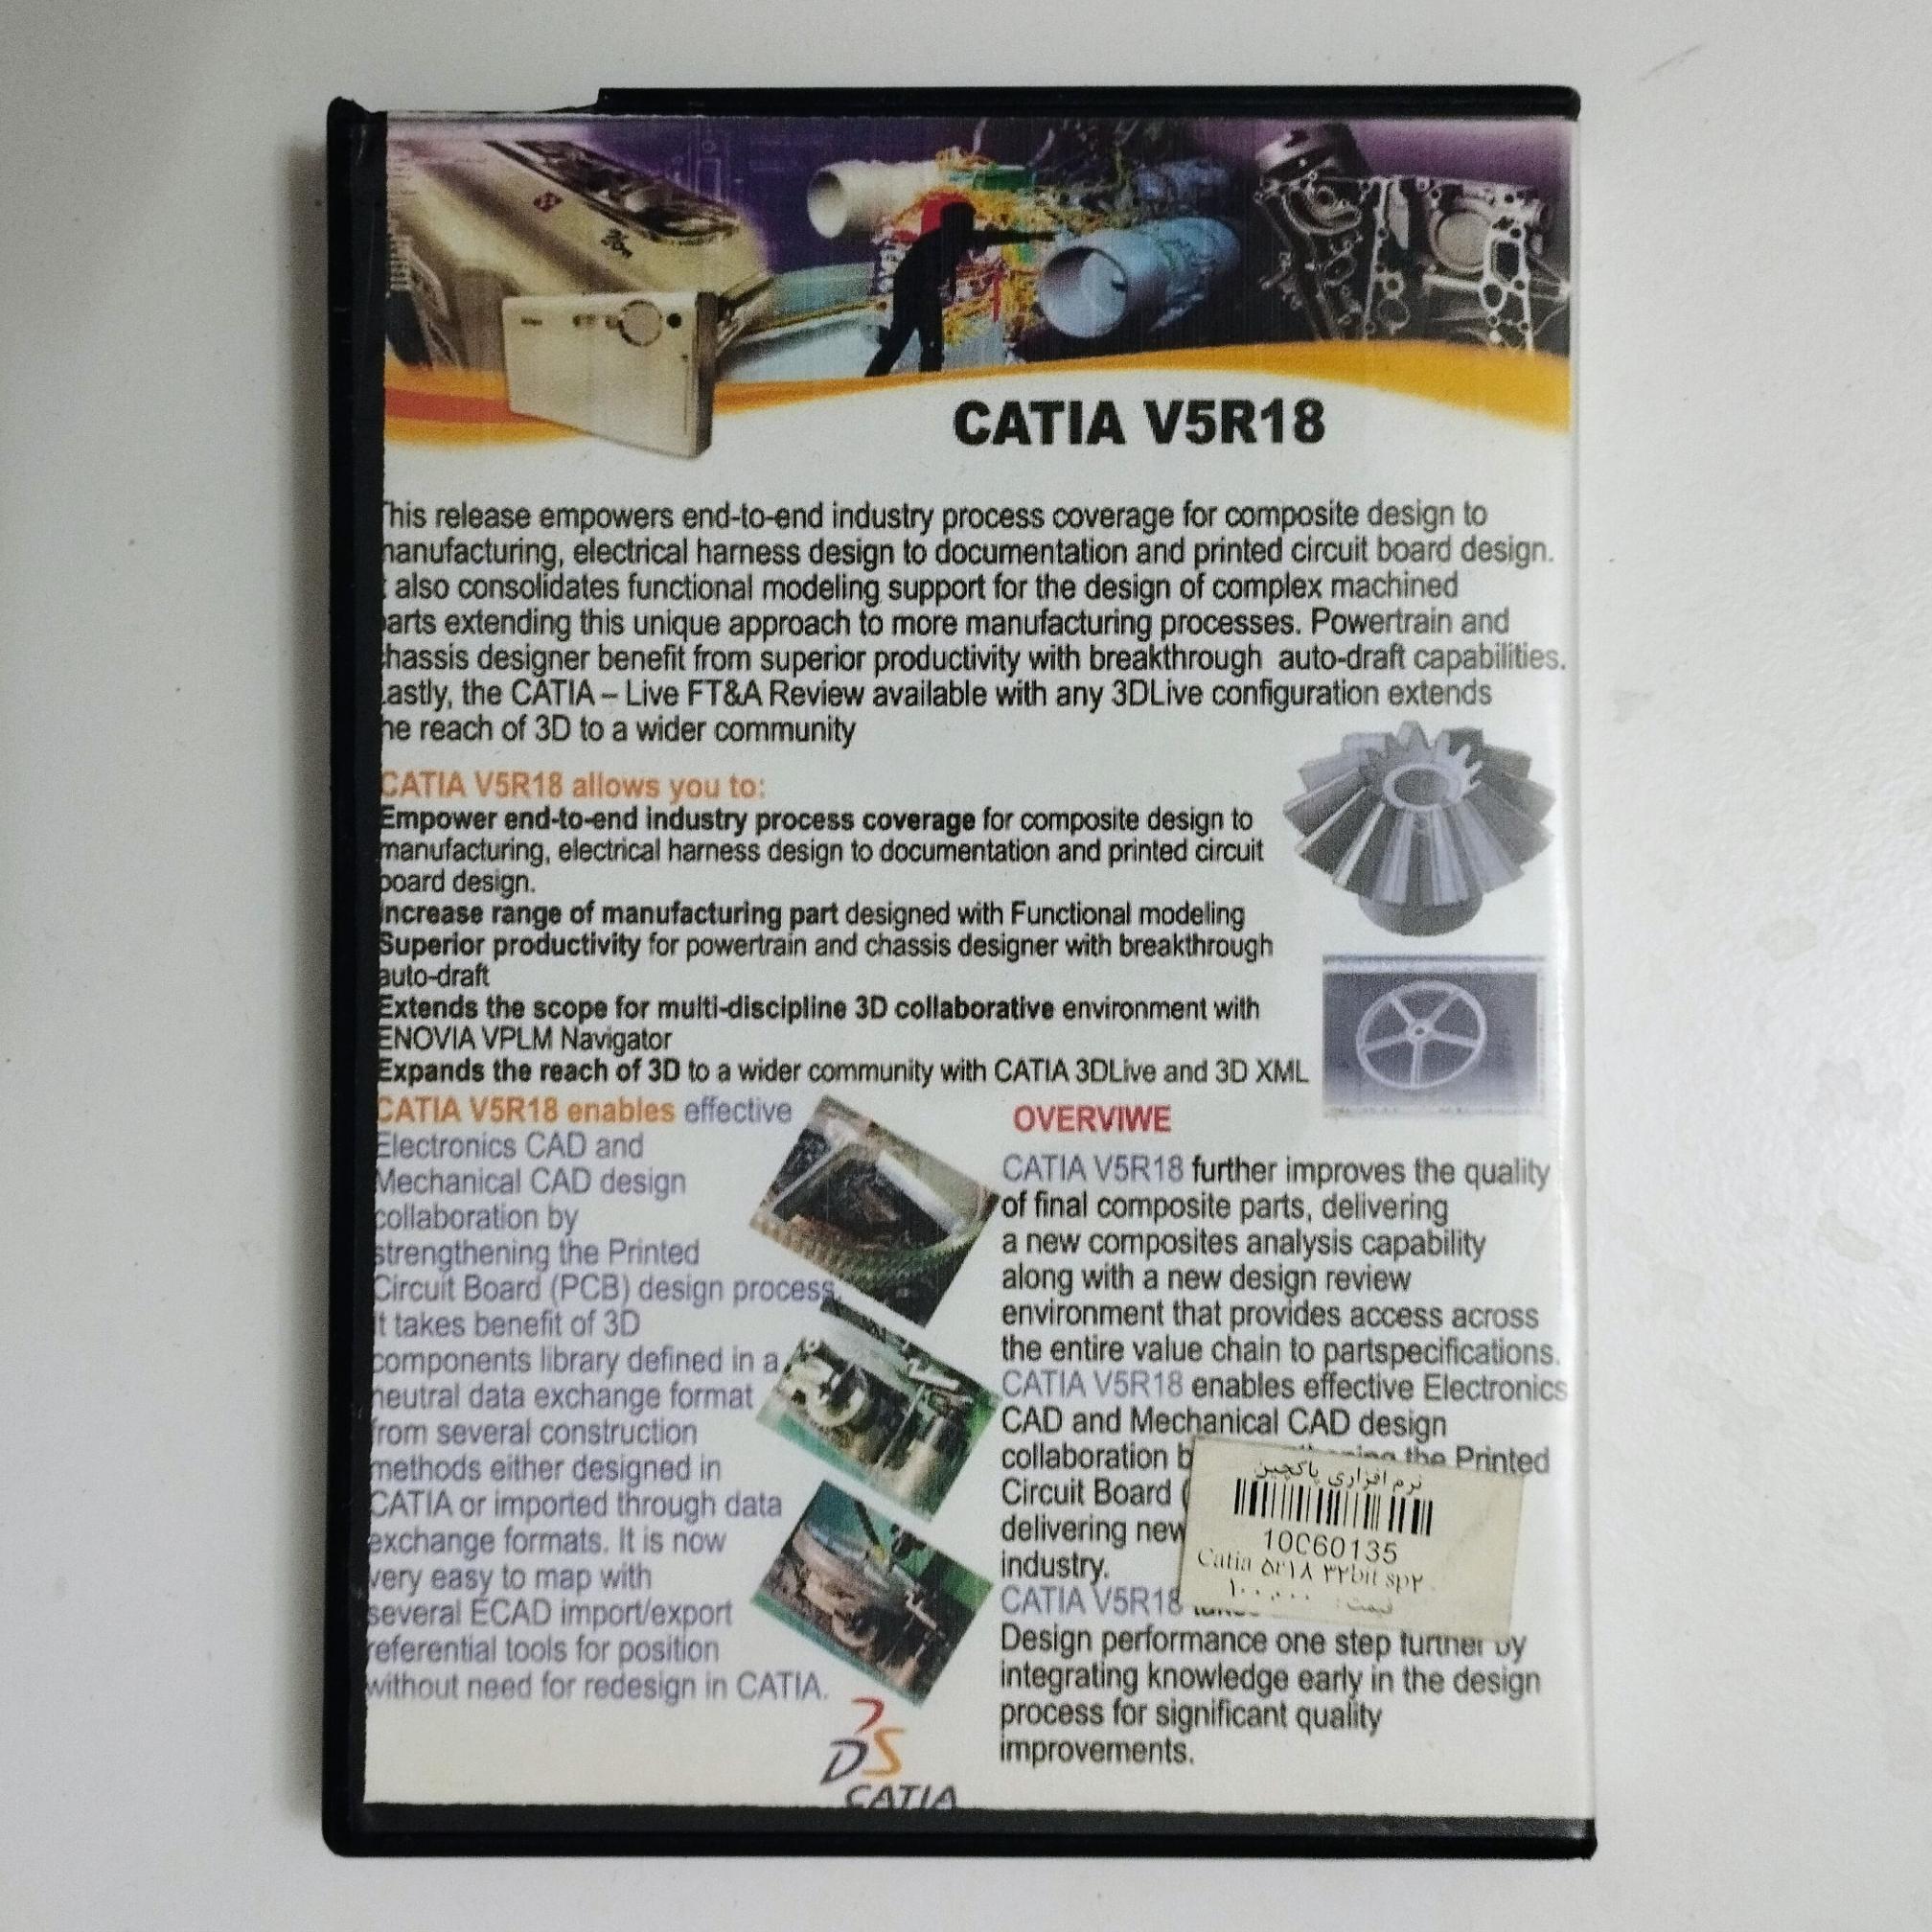 CATIA V5R18
This release empowers end-to-end industry process coverage for composite design to
manufacturing, electrical harness design to documentation and printed circuit board design.
t also consolidates functional modeling support for the design of complex machined
arts extending this unique approach to more manufacturing processes. Powertrain and
chassis designer benefit from superior productivity with breakthrough auto-draft capabilities.
Lastly, the CATIA – Live FT&A Review available with any 3DLive configuration extends
he reach of 3D to a wider community
CATIA V5R18 allows you to:
Empower end-to-end industry process coverage for composite design to
manufacturing, electrical harness design to documentation and printed circuit
board design.
Increase range of manufacturing part designed with Functional modeling
Superior productivity for powertrain and chassis designer with breakthrough
auto-draft
Extends the scope for multi-discipline 3D collaborative environment with
ENOVIA VPLM Navigator
Expands the reach of 3D to a wider community with CATIA 3DLive and 3D XML
CATIA V5R18 enables effective
Electronics CAD and
Mechanical CAD design
collaboration by
strengthening the Printed
Circuit Board (PCB) design process.
It takes benefit of 3D
components library defined in a
neutral data exchange format
from several construction
methods either designed in
CATIA or imported through data
exchange formats. It is now
very easy to map with
several ECAD import/export
referential tools for position
without need for redesign in CATIA.
OVERVIWE
CATIA V5R18 further improves the quality
of final composite parts, delivering
a new composites analysis capability
along with a new design review
environment that provides access across
the entire value chain to partspecifications.
CATIA V5R18 enables effective Electronics
CAD and Mechanical CAD design
collaboration b the Printed
Circuit Board (
delivering new
industry.
CATIA V5R18
Design performance one step further by
integrating knowledge early in the design
process for significant quality
improvements.
نرم افزاری پاکچین
10C60135
Catia ۵r۱۸ ۳۲bit sp۲
قیمت: ۱۰۰,۰۰۰
DS
CATIA